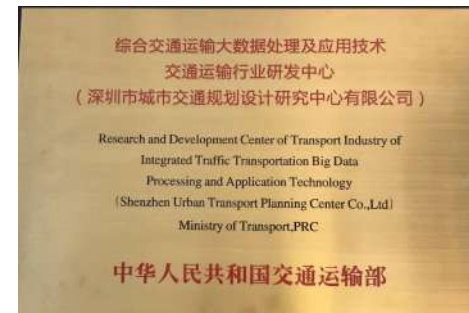 综合交通运输大数据处理及应用技术
交通运输行业研发中心
（深圳市城市交通规划设计研究中心有限公司）
Research and Development Center of Transport Industry of
Integrated Traffic Transportation Big Data
Processing and Application Technology
（Shenzhen Urban Transport Planning Center Co.,Ltd）
Ministry of Transport,PRC
中华人民共和国交通运输部